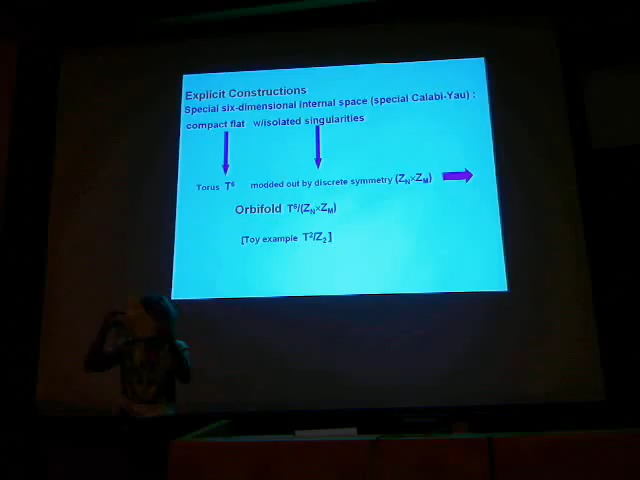 Explicit Constructions
Special six-dimensional internal space (special Calabi-Yau) :
compact flat w/isolated singularities
Torus T⁶ modded out by discrete symmetry (Z_N×Z_M)
Orbifold T⁶/(Z_N×Z_M)
[Toy example T²/Z₂]